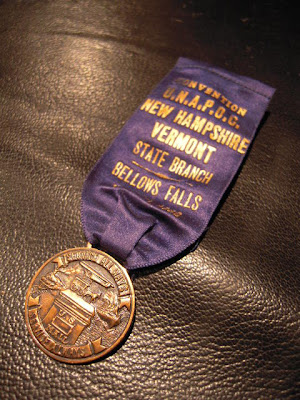 CONVENTION
U.N.A.P.O.C.
NEW HAMPSHIRE
VERMONT
STATE BRANCH
BELLOWS FALLS